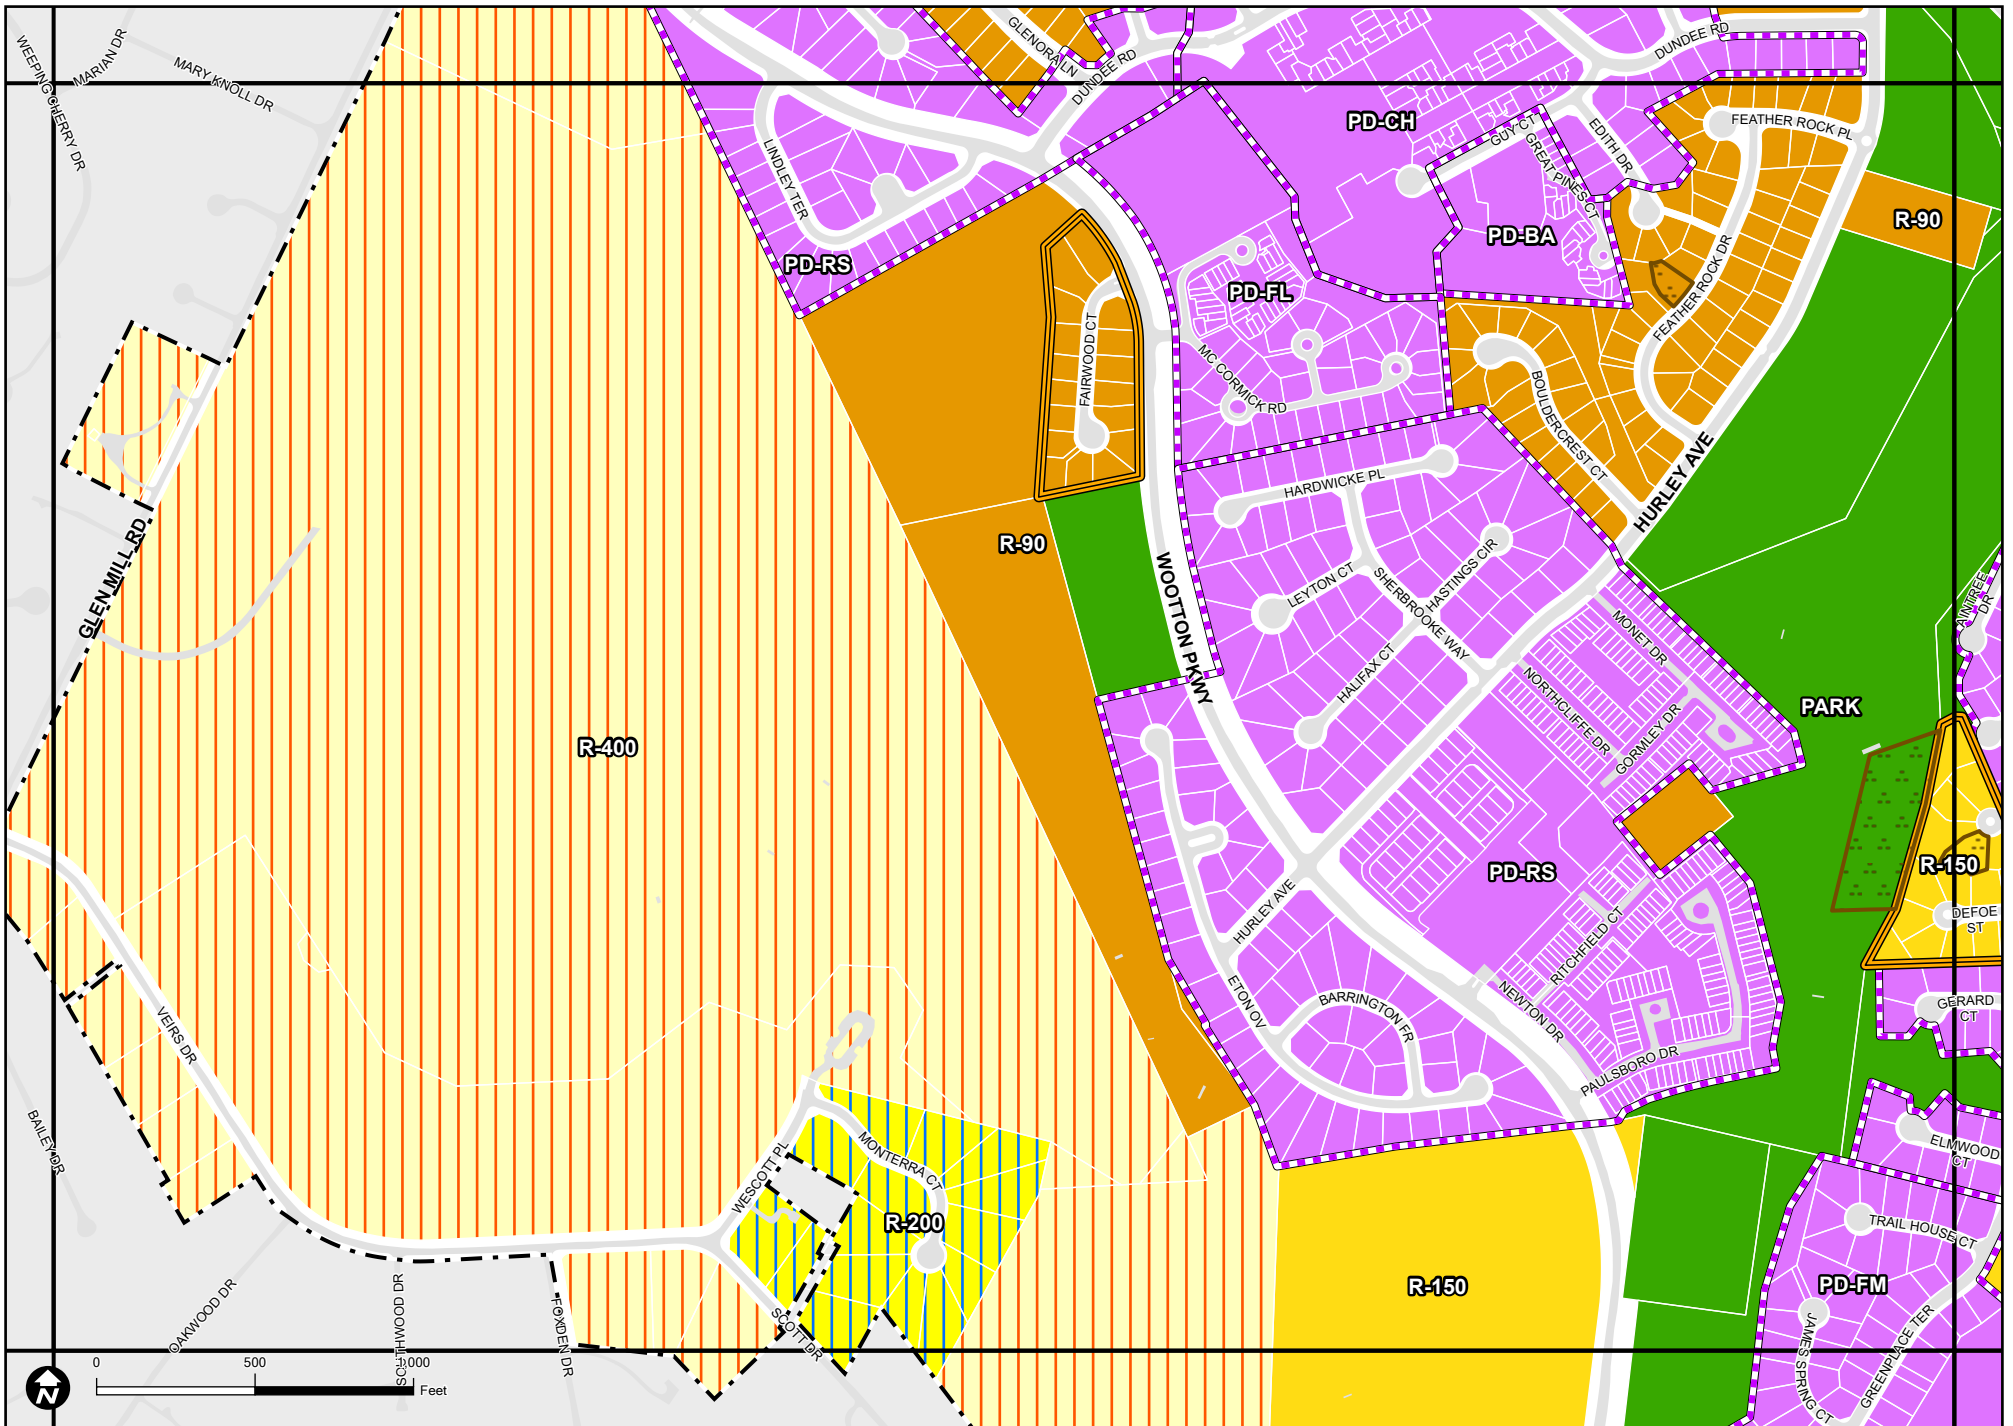 WEEPING CHERRY DR
MARIAN DR
MARY KNOLL DR
GLENORA LN
DUNDEE RD
DUNDEE RD
PD-CH
GUY CT
EDITH DR
FEATHER ROCK PL
GREAT PINES CT
LINDLEY TER
R-90
PD-BA
PD-RS
PD-FL
FEATHER ROCK DR
FAIRWOOD CT
MC CORMICK RD
BOULDERCREST CT
HURLEY AVE
HARDWICKE PL
GLEN MILL RD
R-90
WOOTTON PKWY
LEYTON CT
SHERBROOKE WAY
HASTINGS CIR
AINTREE
DR
MONET DR
HALIFAX CT
NORTHCLIFFE DR
GORMLEY DR
PARK
R-400
PD-RS
R-150
HURLEY AVE
RITCHFIELD CT
DEFOE
ST
ETON OV
BARRINGTON FR
NEWTON DR
GERARD
CT
VEIRS DR
PAULSBORO DR
BAILEY DR
MONTERRA CT
WESCOTT PL
ELMWOOD
CT
R-200
TRAIL HOUSE CT
R-150
PD-FM
OAKWOOD DR
SOUTHLOWOOD DR
FOXDEN DR
SCOTT DR
JAMES SPRING CT
GREENPLACE TER
0 500 1,000
Feet
N